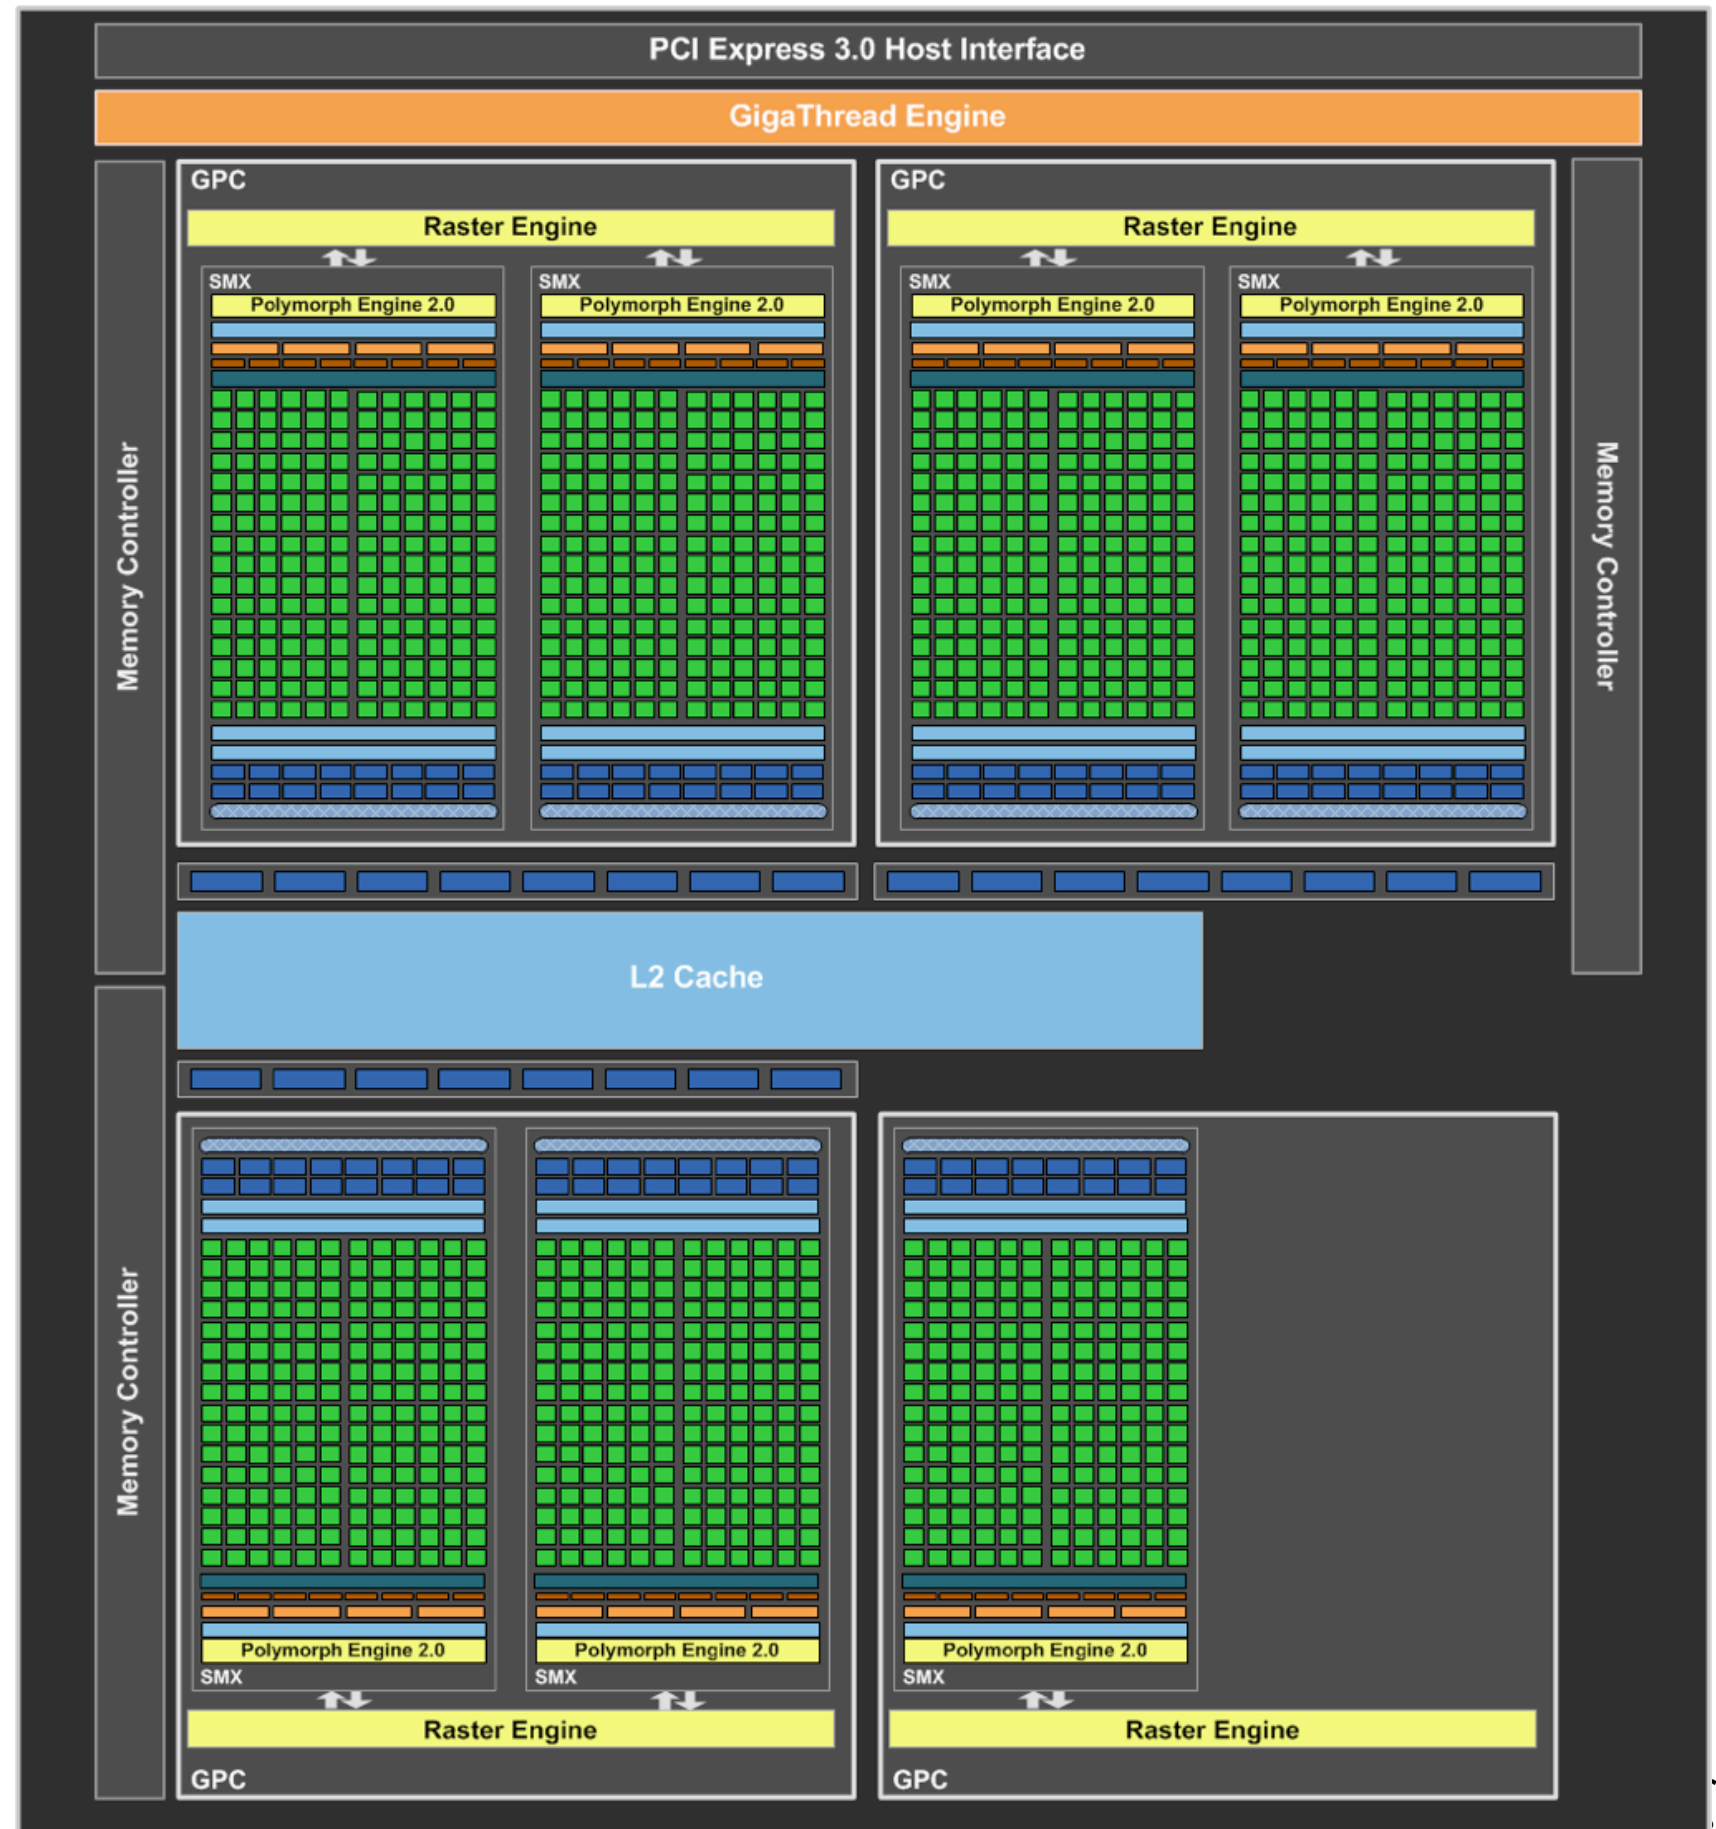 PCI Express 3.0 Host Interface
GigaThread Engine
Memory Controller
GPC
Raster Engine
SMX
Polymorph Engine 2.0
SMX
Polymorph Engine 2.0
GPC
Raster Engine
SMX
Polymorph Engine 2.0
SMX
Polymorph Engine 2.0
Memory Controller
L2 Cache
Memory Controller
Polymorph Engine 2.0
SMX
Polymorph Engine 2.0
SMX
Raster Engine
GPC
Polymorph Engine 2.0
SMX
Raster Engine
GPC